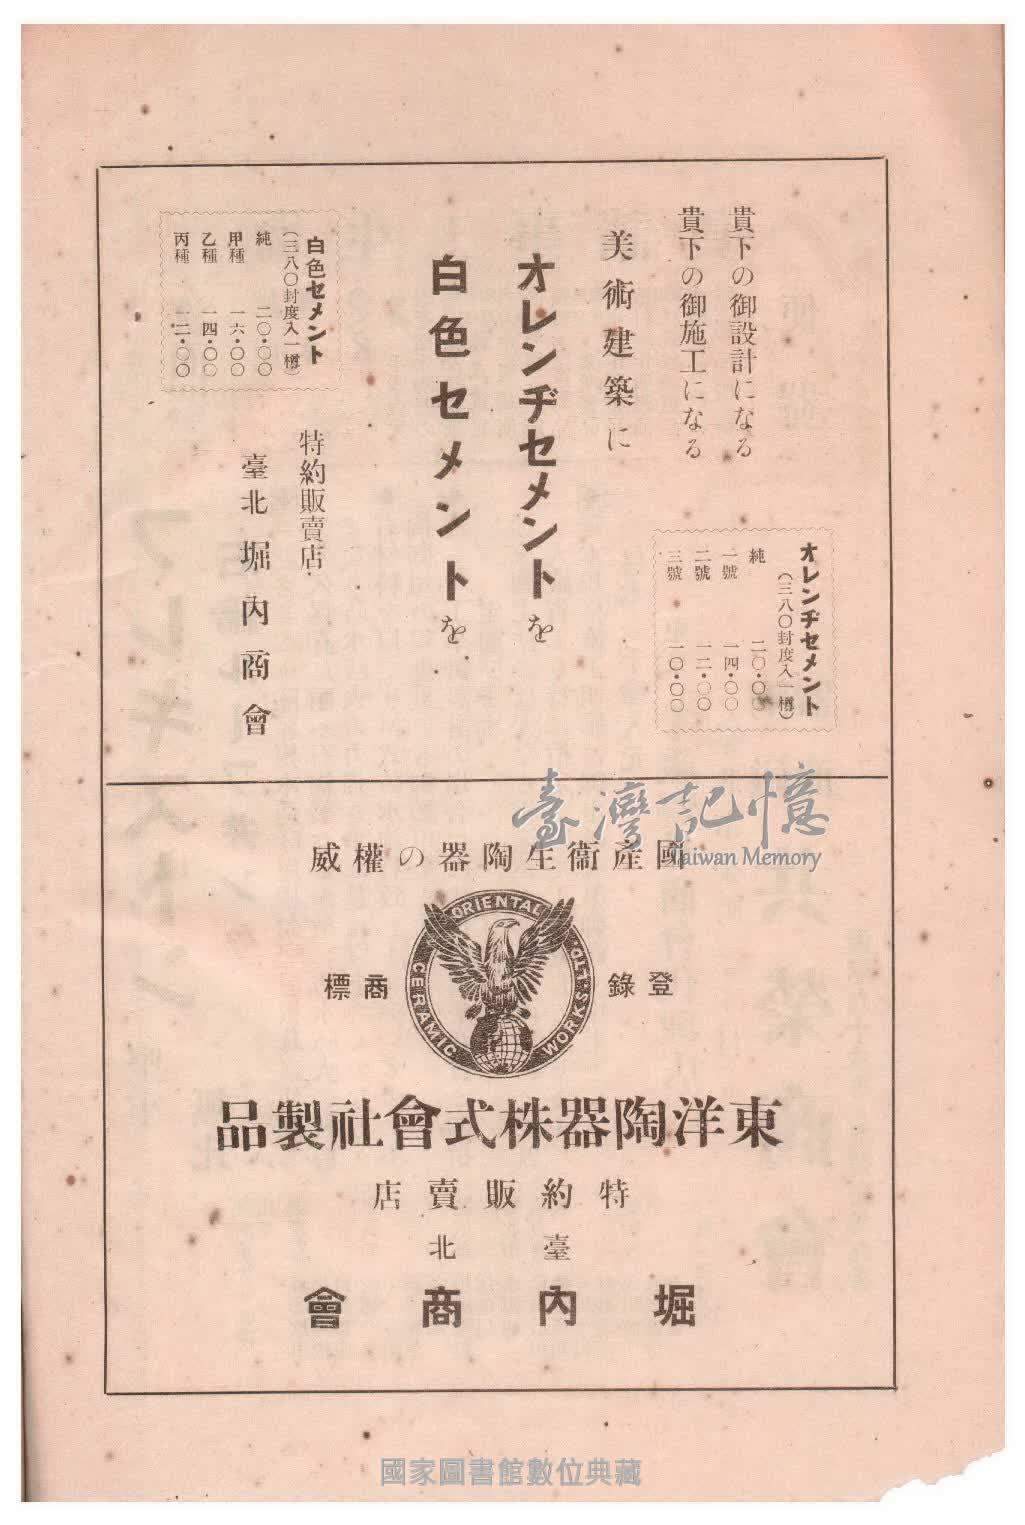 貴下の御設計になる
貴下の御施工になる
美術建築に
オレンヂセメントを
白色セメントを
オレンヂセメント
(三八〇封度入一樽)
純 二〇・〇〇
一號 一四・〇〇
二號 一二・〇〇
三號 一〇・〇〇
白色セメント
(三八〇封度入一樽)
純 二〇・〇〇
甲種 一六・〇〇
乙種 一四・〇〇
丙種 一二・〇〇
特約販賣店
臺北 堀內商會
臺灣記憶
Taiwan Memory
國產衞生陶器の權威
登錄 商標
ORIENTAL CERAMIC WORKS LTD.
東洋陶器株式會社製品
特約販賣店
臺北
堀內商會
國家圖書館數位典藏